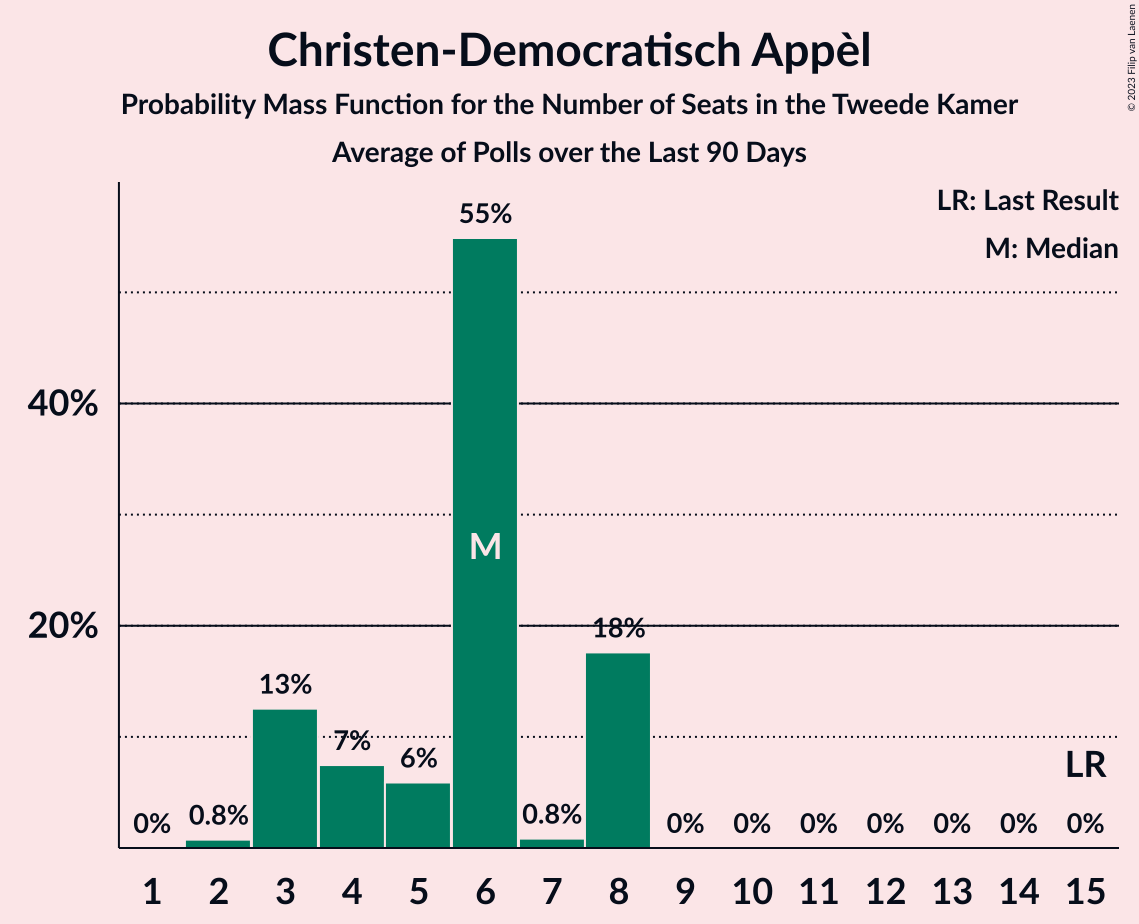 Christen-Democratisch Appèl
Probability Mass Function for the Number of Seats in the Tweede Kamer
Average of Polls over the Last 90 Days
© 2023 Filip van Laenen
LR: Last Result
M: Median
55%
40%
M
20%
18%
13%
7%
6%
LR
0% 0.8% 0.8% 0% 0% 0% 0% 0% 0% 0%
1 2 3 4 5 6 7 8 9 10 11 12 13 14 15